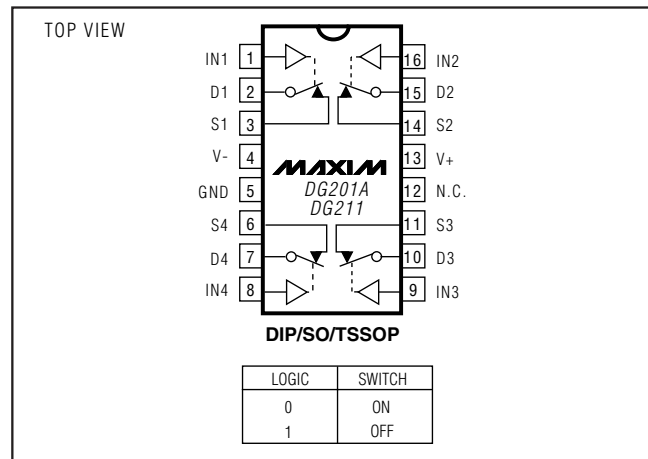 TOP VIEW
IN1 1 16 IN2
D1 2 15 D2
S1 3 14 S2
V- 4 13 V+
GND 5 12 N.C.
S4 6 11 S3
D4 7 10 D3
IN4 8 9 IN3
MAXIM
DG201A
DG211
DIP/SO/TSSOP
LOGIC SWITCH
0 ON
1 OFF